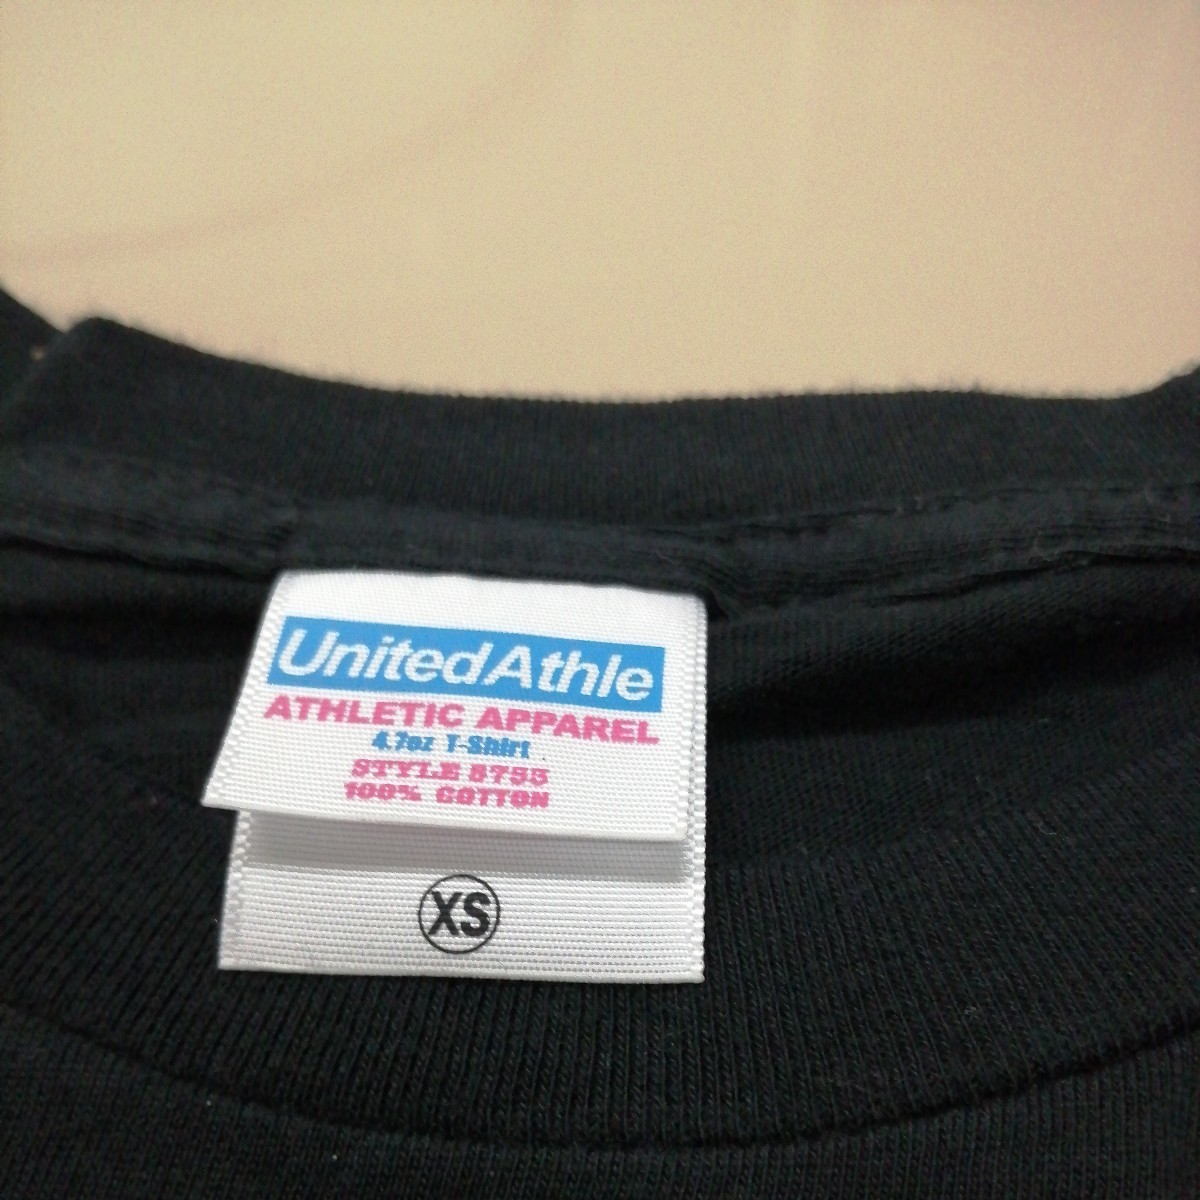 UnitedAthle
ATHLETIC APPAREL
4.7oz T-Shirt
STYLE 5755
100% COTTON
XS